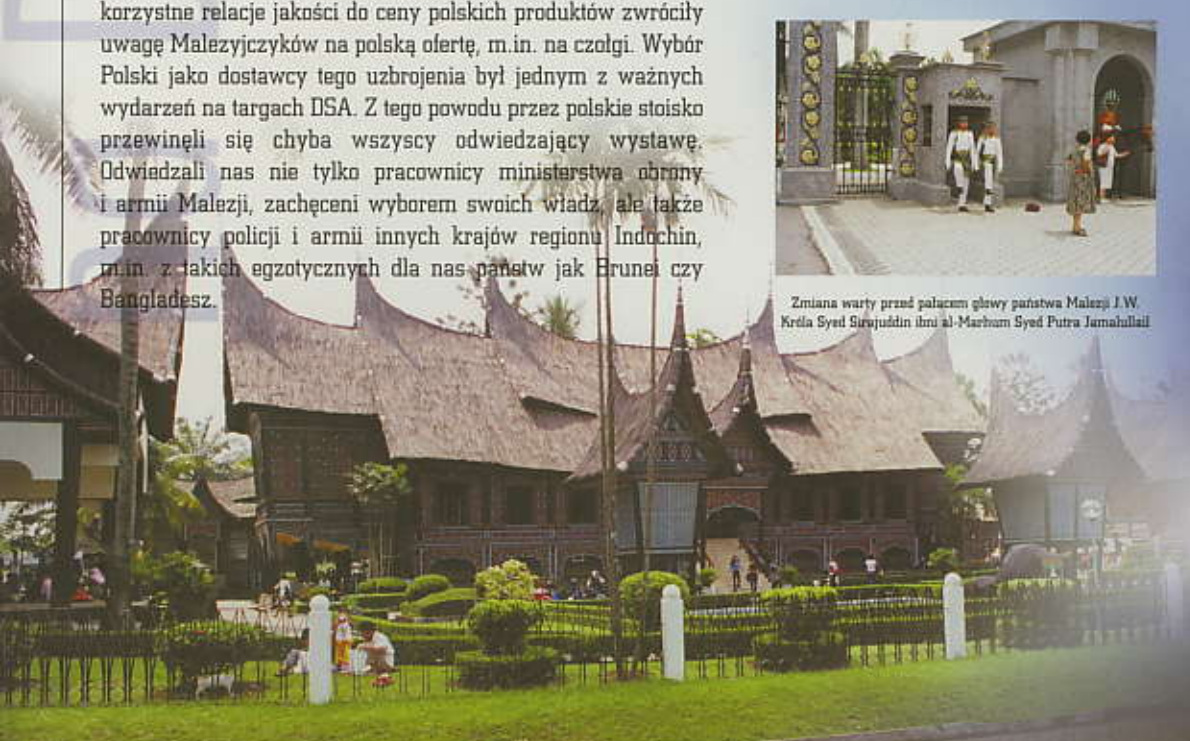 korzystne relacje jakości do ceny polskich produktów zwróciły
uwagę Malezyjczyków na polską ofertę, m.in. na czołgi. Wybór
Polski jako dostawcy tego uzbrojenia był jednym z ważnych
wydarzeń na targach DSA. Z tego powodu przez polskie stoisko
przewinęli się chyba wszyscy odwiedzający wystawę.
Odwiedzali nas nie tylko pracownicy ministerstwa obrony
i armii Malezji, zachęceni wyborem swoich władz, ale także
pracownicy policji i armii innych krajów regionu Indochin,
m.in. z takich egzotycznych dla nas państw jak Brunei czy
Bangladesz.
Zmiana warty przed pałacem głowy państwa Malezji J.W.
Króla Syed Sirajuddin ibni al-Marhum Syed Putra Jamalullail